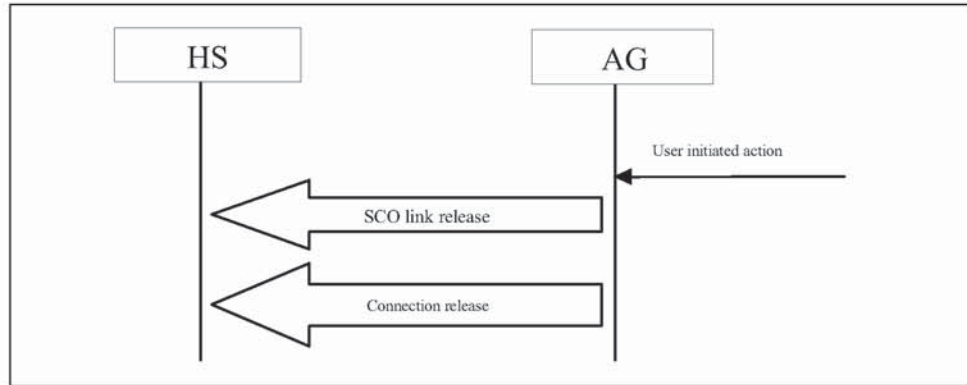 HS
AG
User initiated action
SCO link release
Connection release